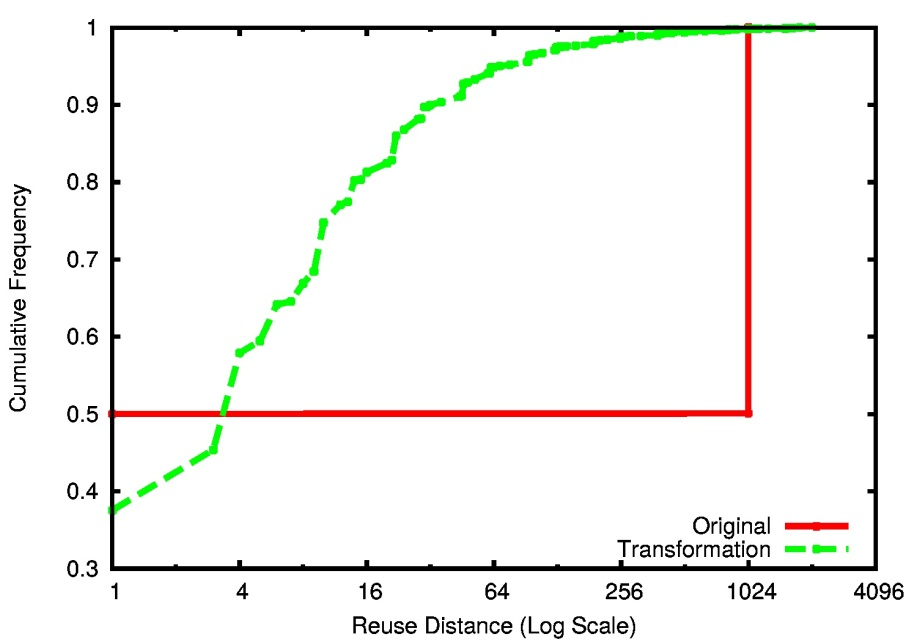 1
0.9
0.8
0.7
0.6
0.5
0.4
0.3
Cumulative Frequency
Original
Transformation
1 4 16 64 256 1024 4096
Reuse Distance (Log Scale)